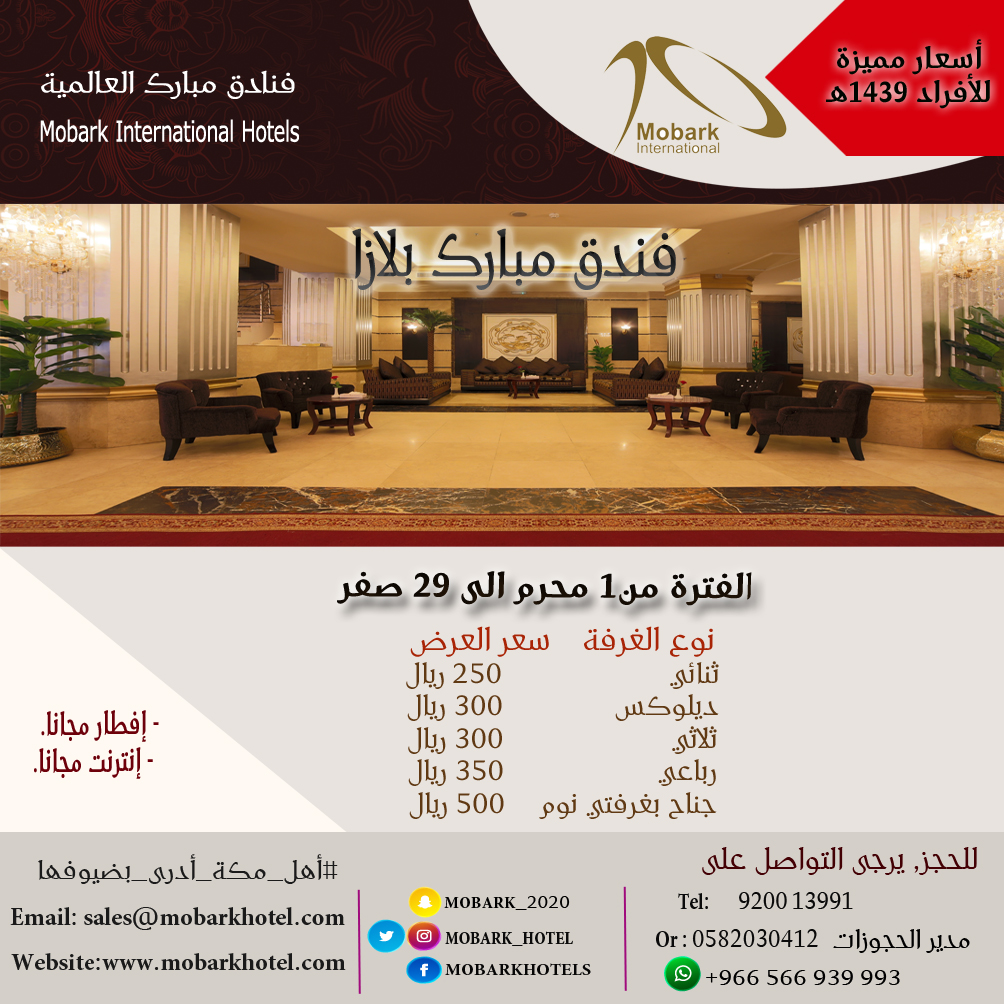 أسعار مميزة
للأفراد 1439هـ
فنادق مبارك العالمية
Mobark International Hotels
Mobark
International
فندق مبارك بلازا
الفترة من1 محرم الى 29 صفر
نوع الغرفة سعر العرض
ثنائي 250 ريال
ديلوكس 300 ريال
ثلاثي 300 ريال
رباعي 350 ريال
جناح بغرفتي نوم 500 ريال
- إفطار مجانا.
- إنترنت مجانا.
للحجز, يرجى التواصل على
Tel: 9200 13991
Or : 0582030412 مدير الحجوزات
+966 566 939 993
MOBARK_2020
MOBARK_HOTEL
MOBARKHOTELS
#أهل_مكة_أدرى_بضيوفها
Email: sales@mobarkhotel.com
Website:www.mobarkhotel.com